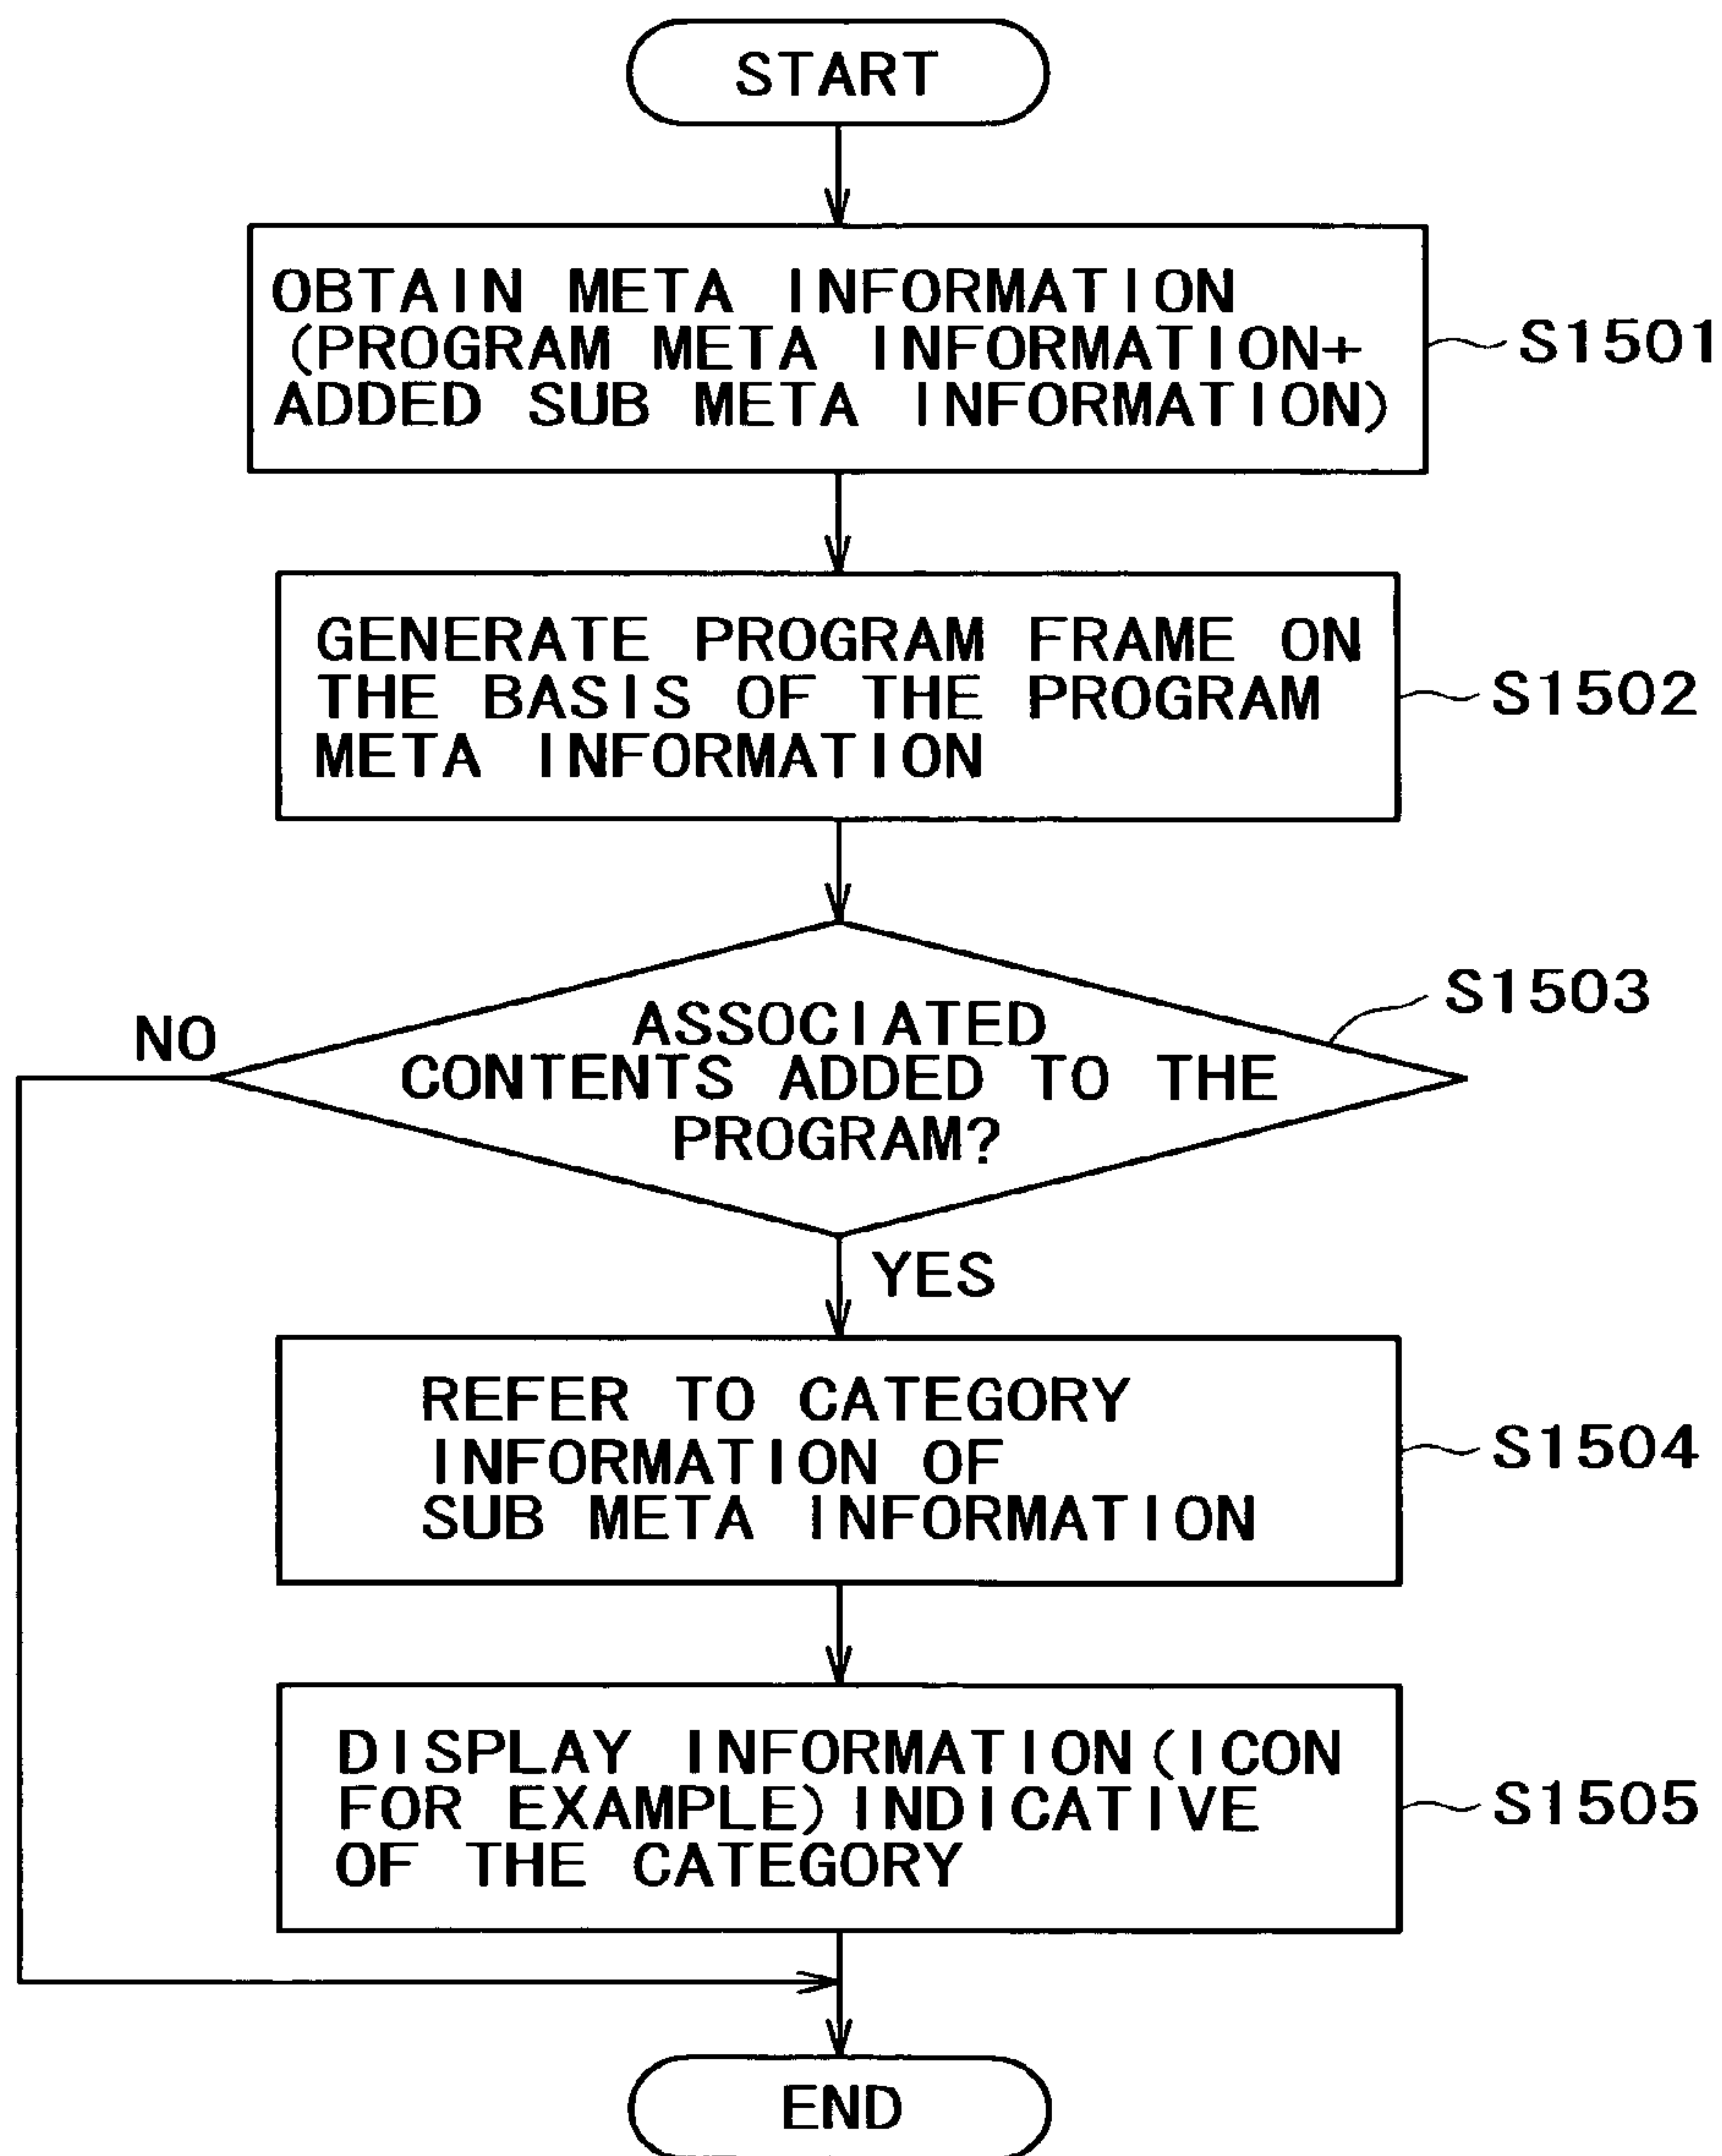 START
OBTAIN META INFORMATION
(PROGRAM META INFORMATION+
ADDED SUB META INFORMATION)
S1501
GENERATE PROGRAM FRAME ON
THE BASIS OF THE PROGRAM
META INFORMATION
S1502
S1503
NO
ASSOCIATED
CONTENTS ADDED TO THE
PROGRAM?
YES
REFER TO CATEGORY
INFORMATION OF
SUB META INFORMATION
S1504
DISPLAY INFORMATION(ICON
FOR EXAMPLE)INDICATIVE
OF THE CATEGORY
S1505
END